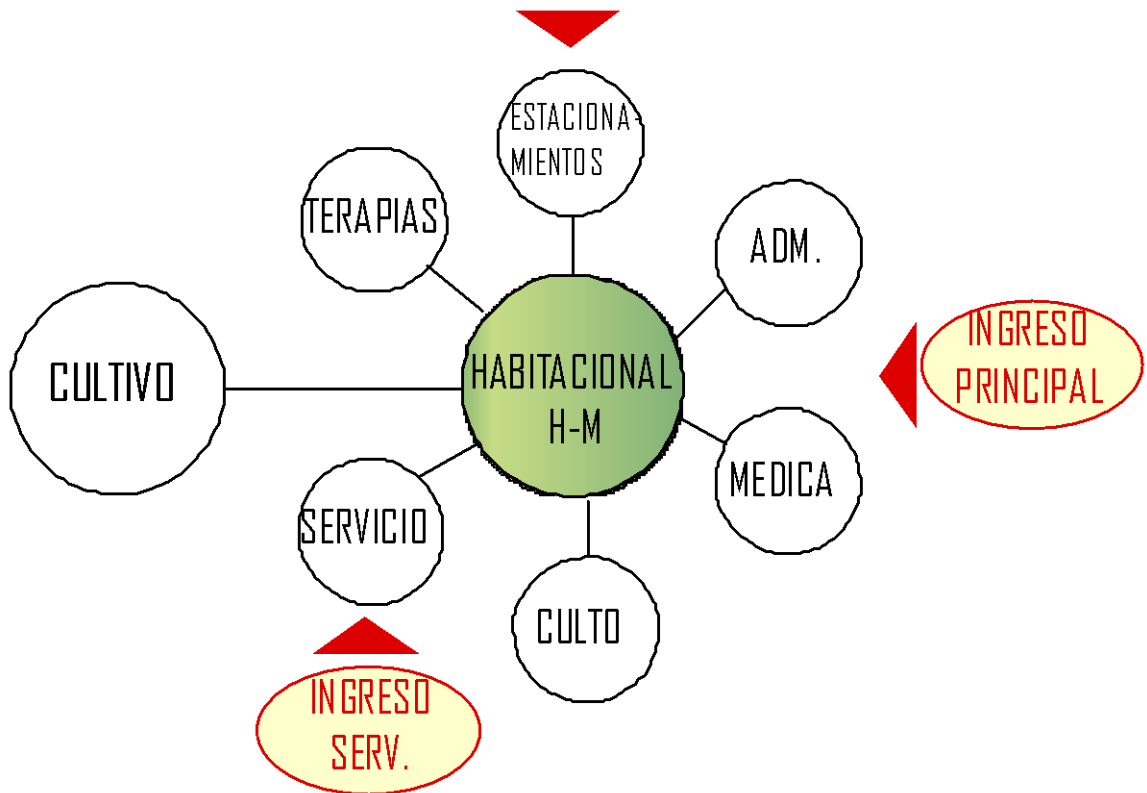 ESTACIONA-
MIENTOS
TERAPIAS
ADM.
INGRESO
PRINCIPAL
CULTIVO
HABITACIONAL
H-M
MEDICA
SERVICIO
CULTO
INGRESO
SERV.